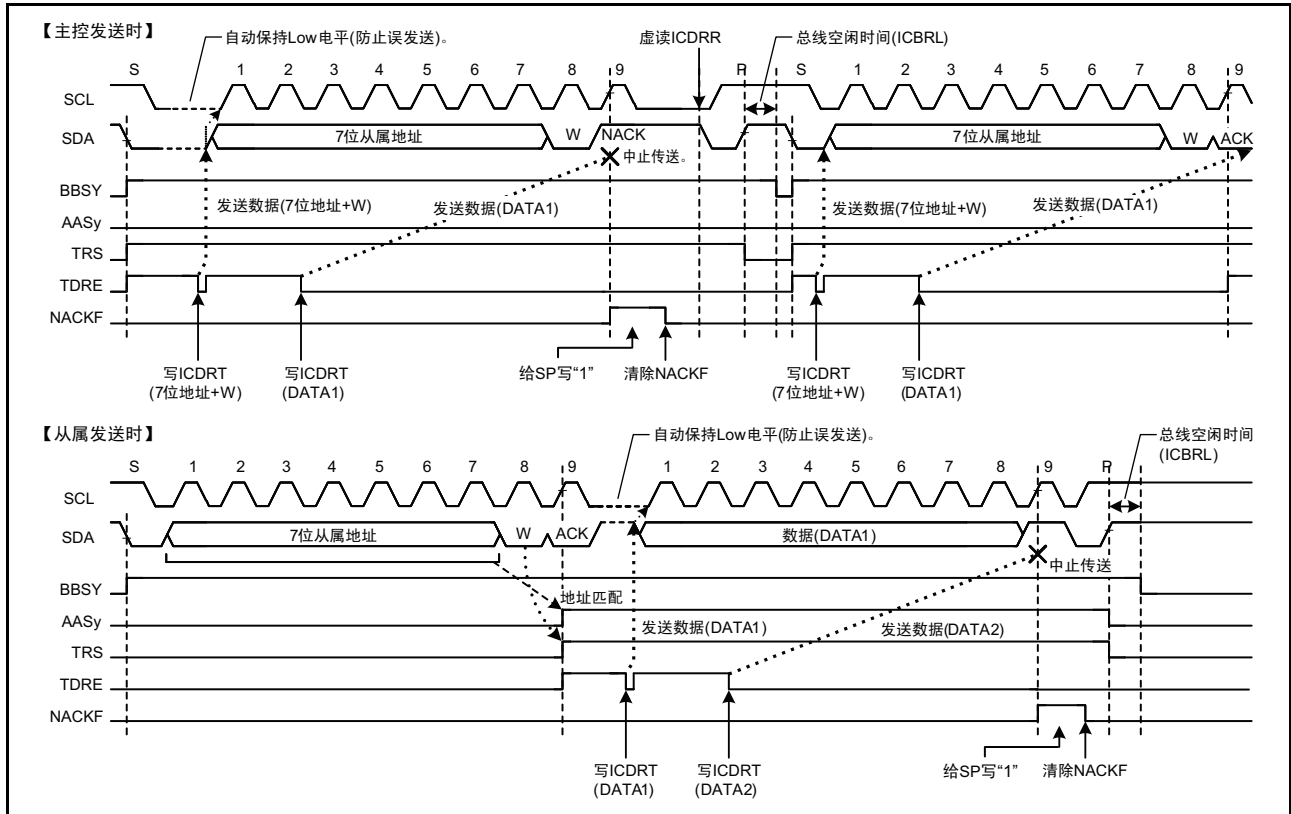 【主控发送时】
自动保持Low电平(防止误发送)。
虚读ICDRR
总线空闲时间(ICBRL)
S 1 2 3 4 5 6 7 8 9 P S 1 2 3 4 5 6 7 8 9
SCL
SDA 7位从属地址 W NACK 7位从属地址 W ACK
中止传送。
BBSY
发送数据(7位地址+W) 发送数据(DATA1) 发送数据(7位地址+W) 发送数据(DATA1)
AASy
TRS
TDRE
NACKF
写ICDRT 写ICDRT 给SP写“1” 清除NACKF 写ICDRT 写ICDRT
(7位地址+W) (DATA1) (7位地址+W) (DATA1)
【从属发送时】
自动保持Low电平(防止误发送)。
总线空闲时间
(ICBRL)
S 1 2 3 4 5 6 7 8 9 1 2 3 4 5 6 7 8 9 P
SCL
SDA 7位从属地址 W ACK 数据(DATA1)
中止传送
BBSY
地址匹配
AASy
发送数据(DATA1) 发送数据(DATA2)
TRS
TDRE
NACKF
写ICDRT 写ICDRT 给SP写“1” 清除NACKF
(DATA1) (DATA2)